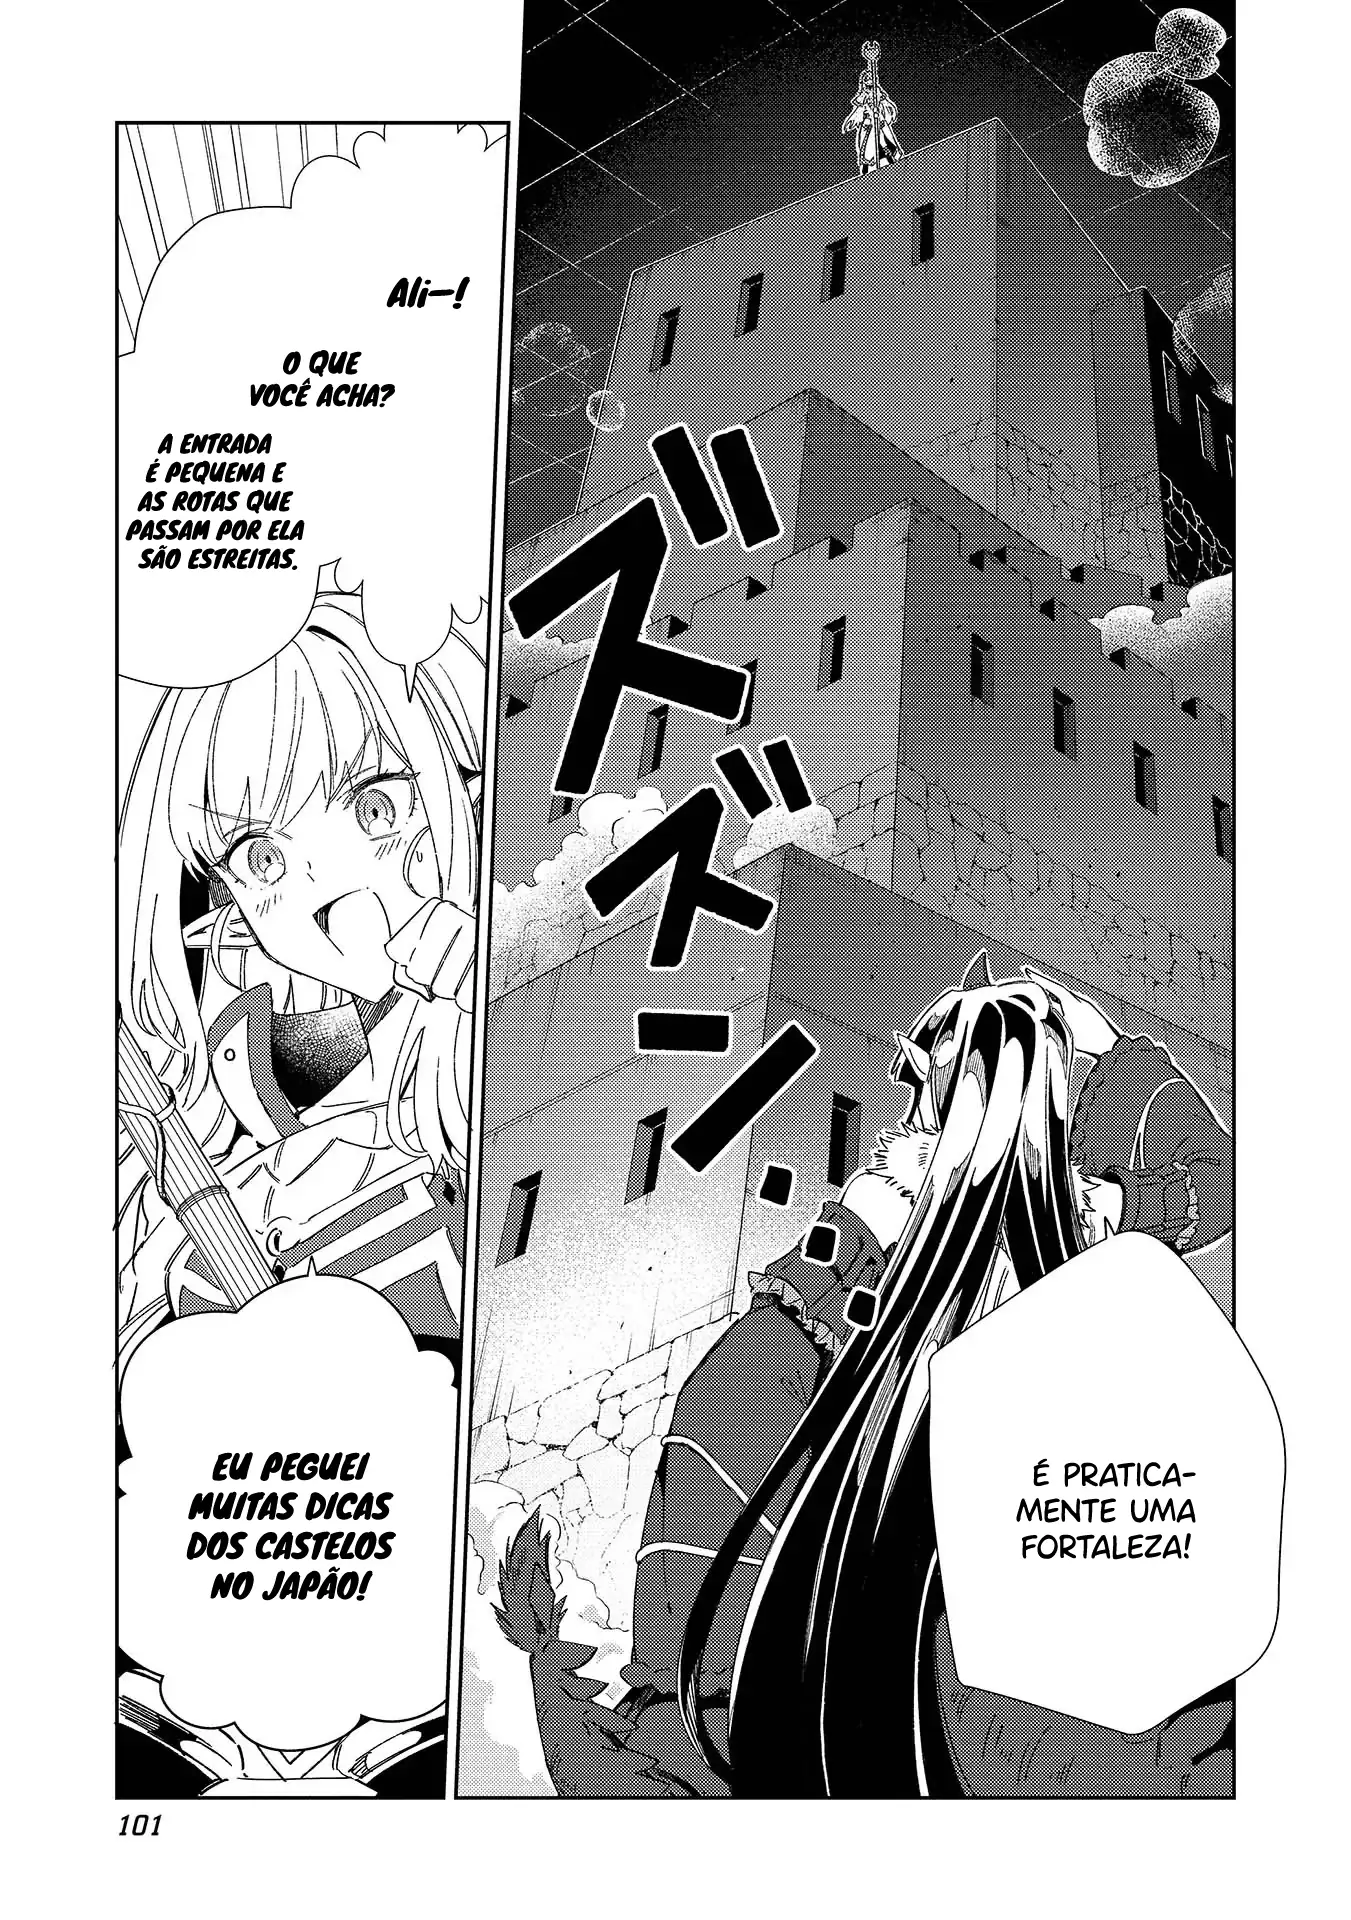 ズズン…!
É PRATICA-
MENTE UMA
FORTALEZA!
Ali—!
O QUE
VOCÊ ACHA?
A ENTRADA
É PEQUENA E
AS ROTAS QUE
PASSAM POR ELA
SÃO ESTREITAS.
EU PEGUEI
MUITAS DICAS
DOS CASTELOS
NO JAPÃO!
101